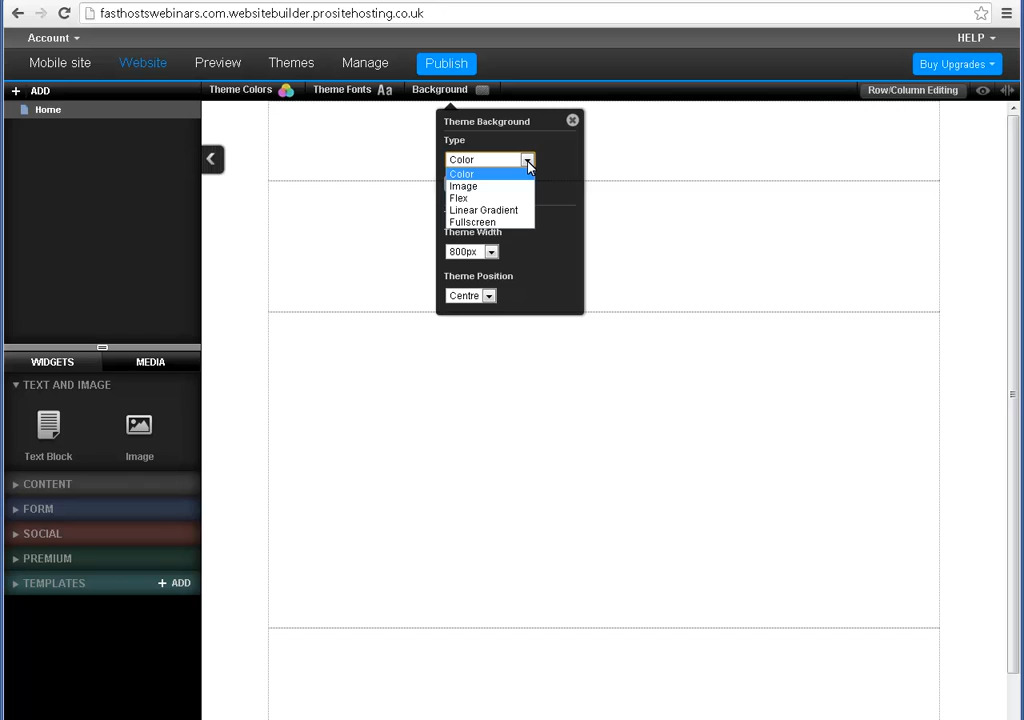 fasthostswebinars.com.websitebuilder.prositehosting.co.uk
Account
HELP
Mobile site Website Preview Themes Manage Publish Buy Upgrades
+ ADD Theme Colors Theme Fonts Aa Background Row/Column Editing
Home
Theme Background
Type
Color
Color
Image
Flex
Linear Gradient
Fullscreen
Theme Width
800px
Theme Position
Centre
WIDGETS MEDIA
TEXT AND IMAGE
Text Block Image
CONTENT
FORM
SOCIAL
PREMIUM
TEMPLATES + ADD